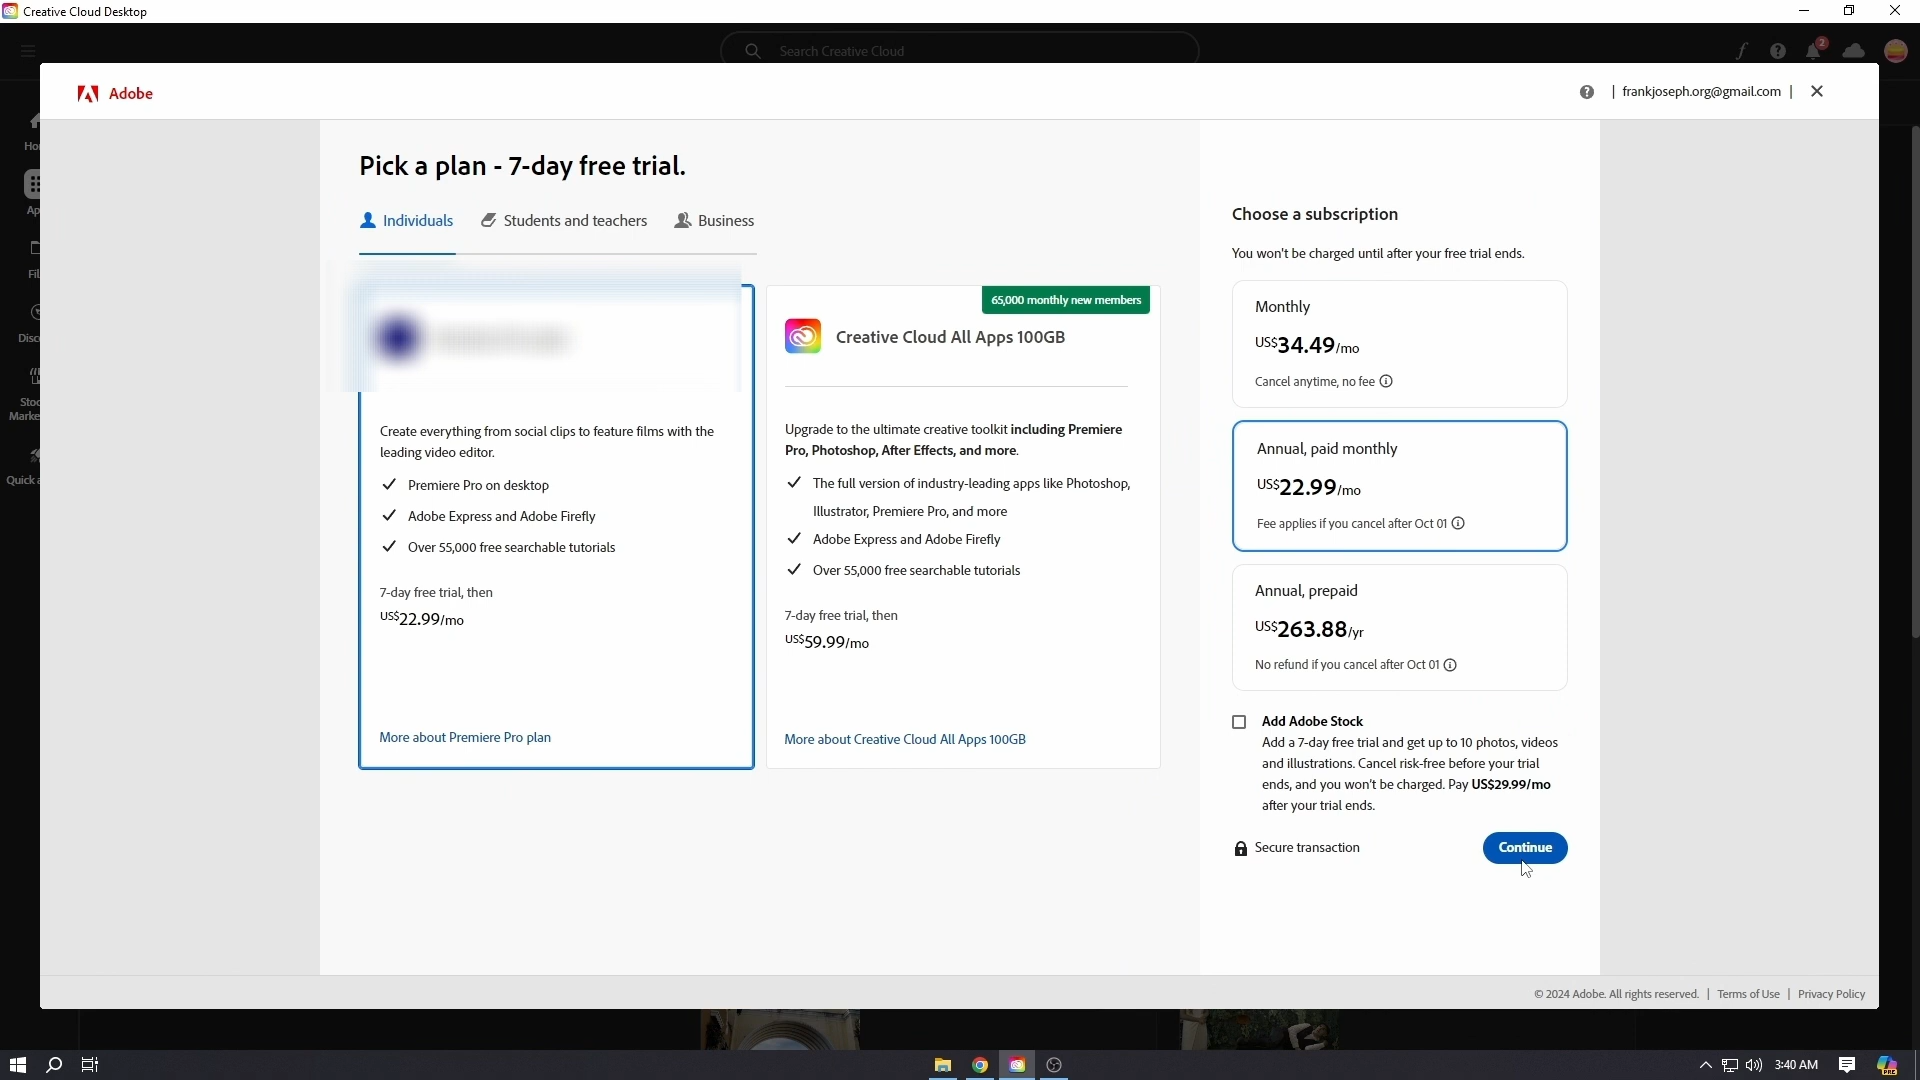 Creative Cloud Desktop
Search Creative Cloud
2
Adobe
| frankjoseph.org@gmail.com |
Hor
Ap
Fil
Disc
Stoc
Marke
Quick a
Pick a plan - 7-day free trial.
Individuals
Students and teachers
Business
65,000 monthly new members
Creative Cloud All Apps 100GB
Create everything from social clips to feature films with the
leading video editor.
Premiere Pro on desktop
Adobe Express and Adobe Firefly
Over 55,000 free searchable tutorials
7-day free trial, then
US$22.99/mo
More about Premiere Pro plan
Upgrade to the ultimate creative toolkit including Premiere
Pro, Photoshop, After Effects, and more.
The full version of industry-leading apps like Photoshop,
Illustrator, Premiere Pro, and more
Adobe Express and Adobe Firefly
Over 55,000 free searchable tutorials
7-day free trial, then
US$59.99/mo
More about Creative Cloud All Apps 100GB
Choose a subscription
You won't be charged until after your free trial ends.
Monthly
US$34.49/mo
Cancel anytime, no fee
Annual, paid monthly
US$22.99/mo
Fee applies if you cancel after Oct 01
Annual, prepaid
US$263.88/yr
No refund if you cancel after Oct 01
Add Adobe Stock
Add a 7-day free trial and get up to 10 photos, videos
and illustrations. Cancel risk-free before your trial
ends, and you won't be charged. Pay US$29.99/mo
after your trial ends.
Secure transaction
Continue
© 2024 Adobe. All rights reserved. | Terms of Use | Privacy Policy
3:40 AM
PRE